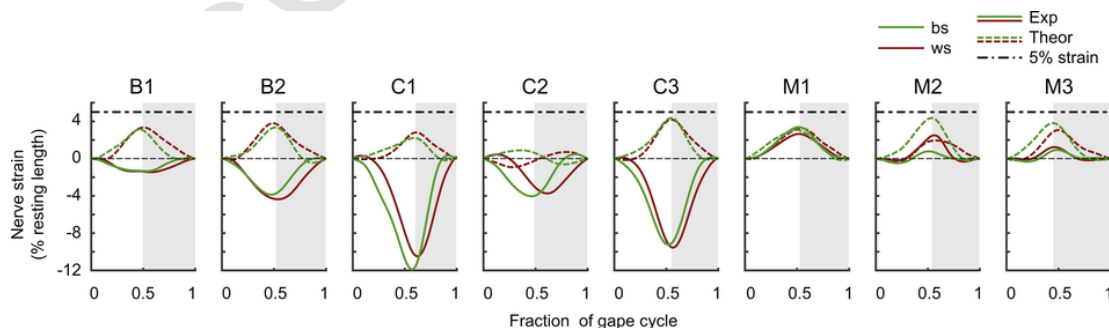 bs
ws
Exp
Theor
5% strain
B1 B2 C1 C2 C3 M1 M2 M3
Nerve strain
(% resting length)
4
0
-4
-8
-12
0 0.5 1 0 0.5 1 0 0.5 1 0 0.5 1 0 0.5 1 0 0.5 1 0 0.5 1 0 0.5 1
Fraction of gape cycle